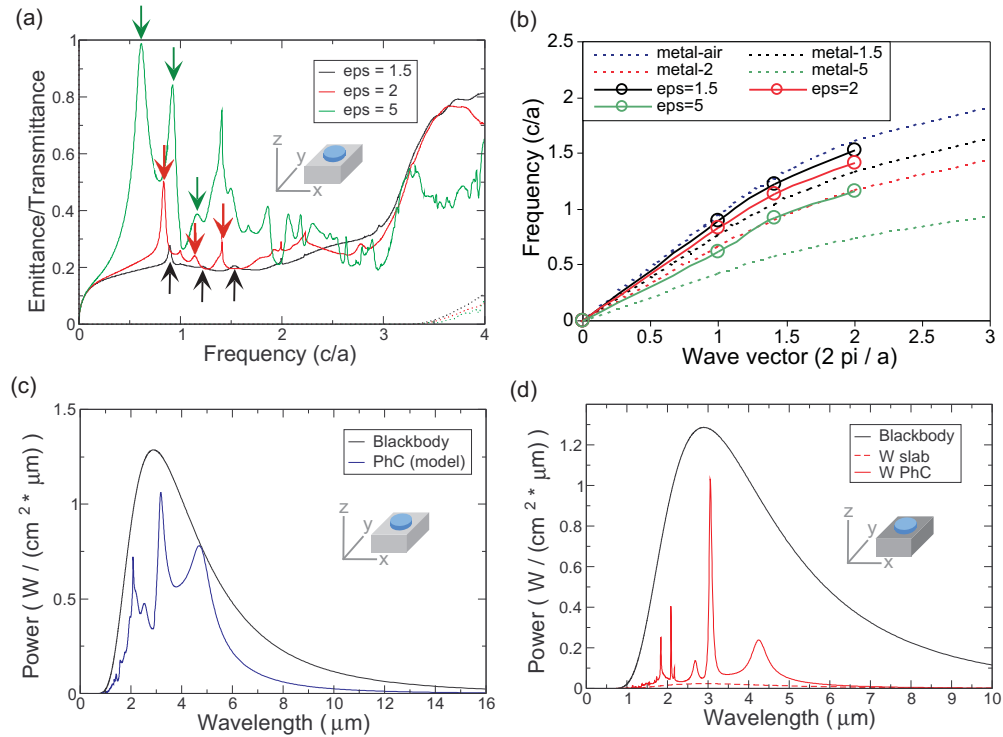 (a)
Emittance/Transmittance
1
0.8
0.6
0.4
0.2
0
0 1 2 3 4
Frequency (c/a)
eps = 1.5
eps = 2
eps = 5
z
y
x
(b)
Frequency (c/a)
2.5
2
1.5
1
0.5
0
0 0.5 1 1.5 2 2.5 3
Wave vector (2 pi / a)
metal-air metal-1.5
metal-2 metal-5
eps=1.5 eps=2
eps=5
(c)
Power ( W / (cm 2 * μm) )
1.5
1
0.5
0
0 2 4 6 8 10 12 14 16
Wavelength ( μm)
Blackbody
PhC (model)
z
y
x
(d)
Power ( W / (cm 2 * μm) )
1.2
1
0.8
0.6
0.4
0.2
0
0 1 2 3 4 5 6 7 8 9 10
Wavelength ( μm)
Blackbody
W slab
W PhC
z
y
x